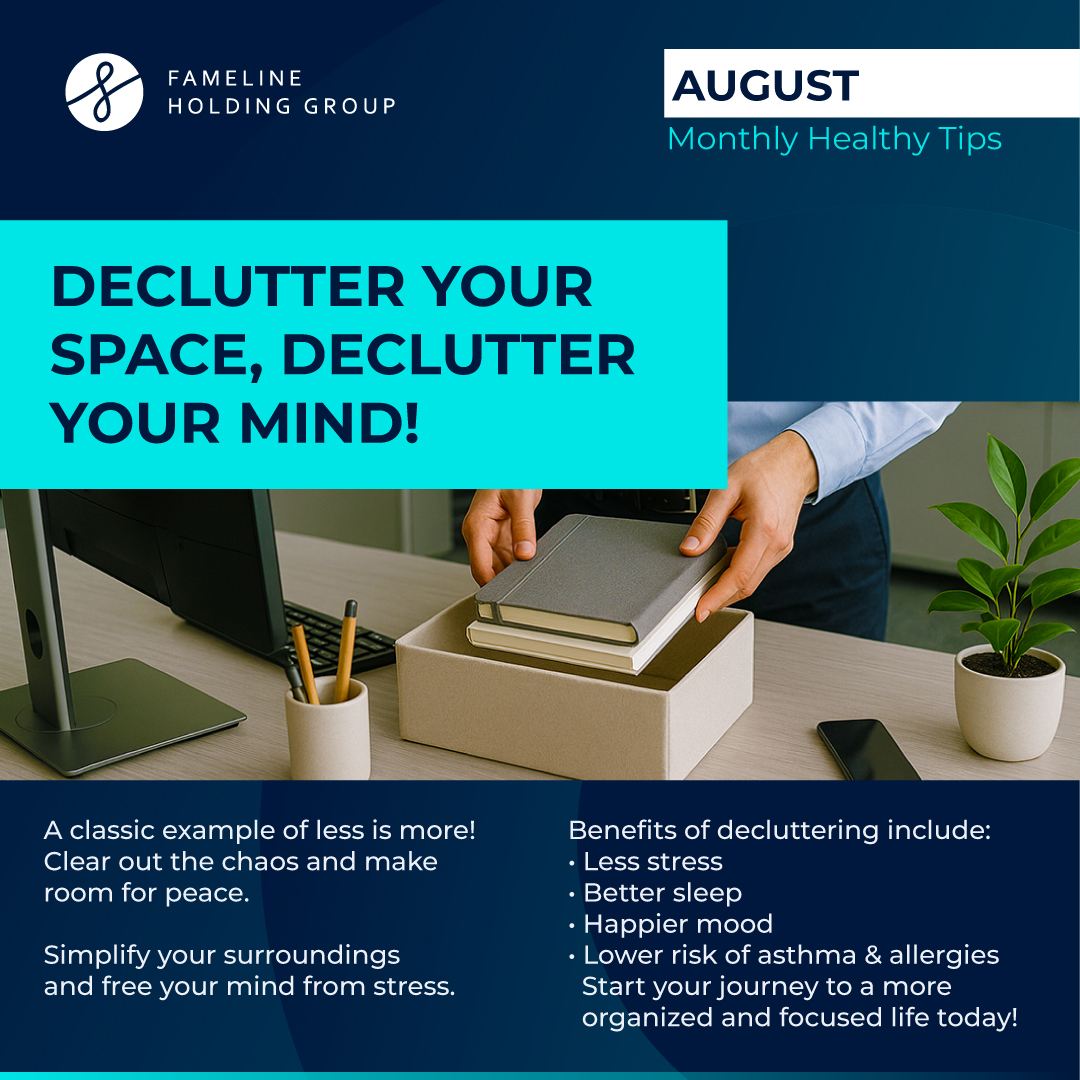 FAMELINE
HOLDING GROUP
AUGUST
Monthly Healthy Tips
DECLUTTER YOUR
SPACE, DECLUTTER
YOUR MIND!
A classic example of less is more!
Clear out the chaos and make
room for peace.
Simplify your surroundings
and free your mind from stress.
Benefits of decluttering include:
• Less stress
• Better sleep
• Happier mood
• Lower risk of asthma & allergies
Start your journey to a more
organized and focused life today!